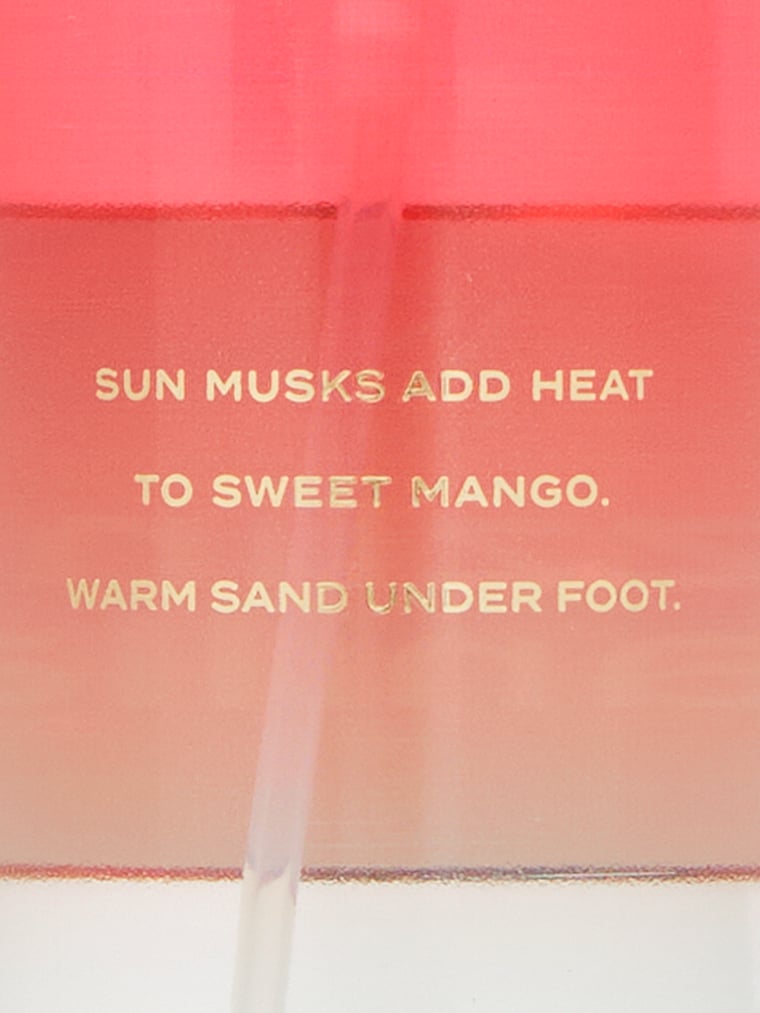 SUN MUSKS ADD HEAT
TO SWEET MANGO.
WARM SAND UNDER FOOT.